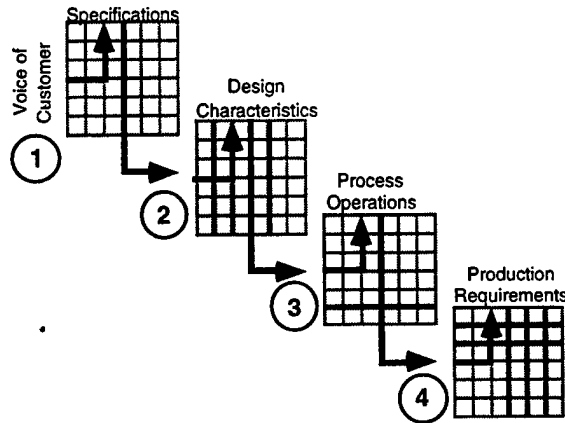 Specifications
Voice of
Customer
1
Design
Characteristics
2
Process
Operations
3
Production
Requirements
4